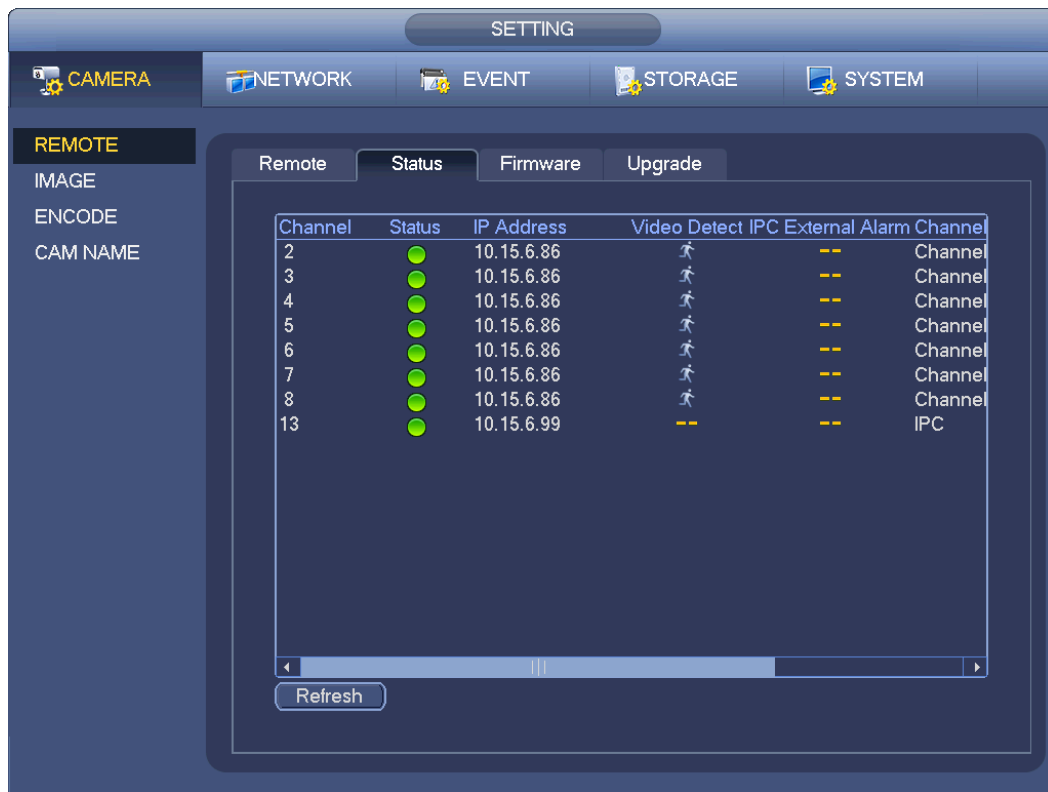 SETTING
CAMERA NETWORK EVENT STORAGE SYSTEM
REMOTE
IMAGE
ENCODE
CAM NAME
Remote Status Firmware Upgrade
Channel Status IP Address Video Detect IPC External Alarm Channel
2 10.15.6.86 -- Channel
3 10.15.6.86 -- Channel
4 10.15.6.86 -- Channel
5 10.15.6.86 -- Channel
6 10.15.6.86 -- Channel
7 10.15.6.86 -- Channel
8 10.15.6.86 -- Channel
13 10.15.6.99 -- -- IPC
Refresh